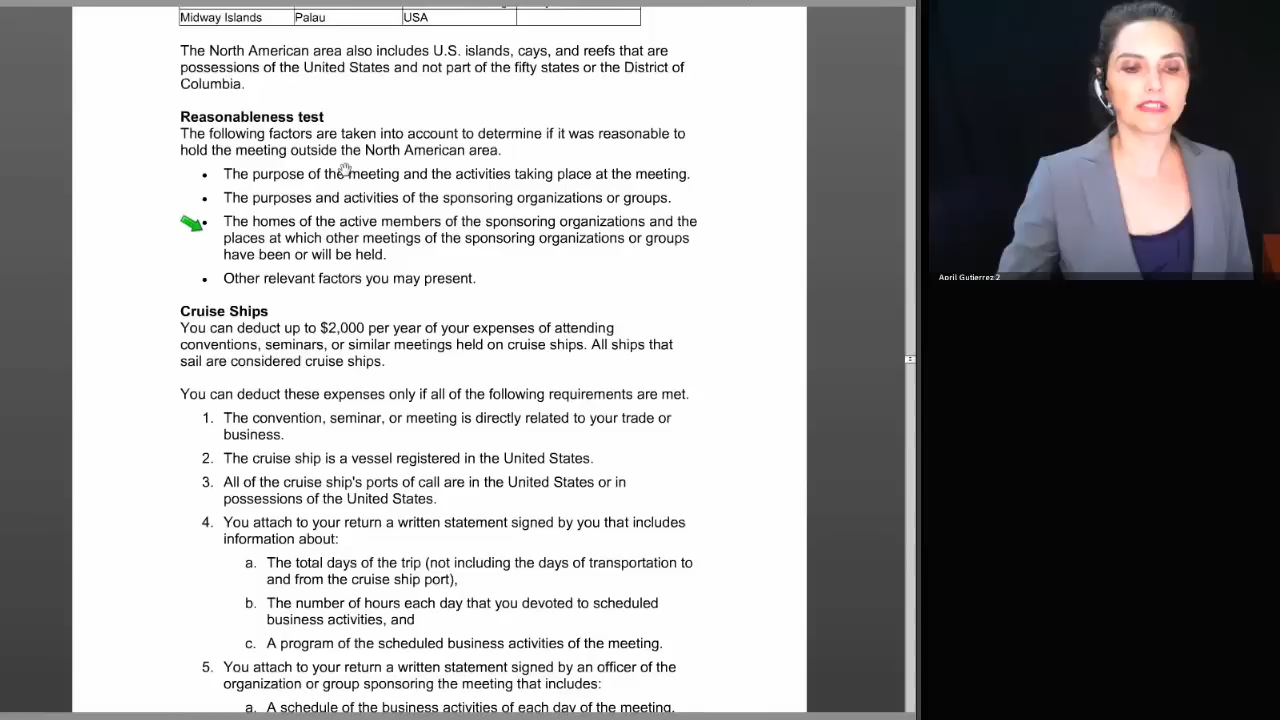 Midway Islands Palau USA
The North American area also includes U.S. islands, cays, and reefs that are
possessions of the United States and not part of the fifty states or the District of
Columbia.
Reasonableness test
The following factors are taken into account to determine if it was reasonable to
hold the meeting outside the North American area.
• The purpose of the meeting and the activities taking place at the meeting.
• The purposes and activities of the sponsoring organizations or groups.
• The homes of the active members of the sponsoring organizations and the
places at which other meetings of the sponsoring organizations or groups
have been or will be held.
• Other relevant factors you may present.
Cruise Ships
You can deduct up to $2,000 per year of your expenses of attending
conventions, seminars, or similar meetings held on cruise ships. All ships that
sail are considered cruise ships.
You can deduct these expenses only if all of the following requirements are met.
1. The convention, seminar, or meeting is directly related to your trade or
business.
2. The cruise ship is a vessel registered in the United States.
3. All of the cruise ship's ports of call are in the United States or in
possessions of the United States.
4. You attach to your return a written statement signed by you that includes
information about:
a. The total days of the trip (not including the days of transportation to
and from the cruise ship port),
b. The number of hours each day that you devoted to scheduled
business activities, and
c. A program of the scheduled business activities of the meeting.
5. You attach to your return a written statement signed by an officer of the
organization or group sponsoring the meeting that includes:
a. A schedule of the business activities of each day of the meeting,
April Gutierrez 2